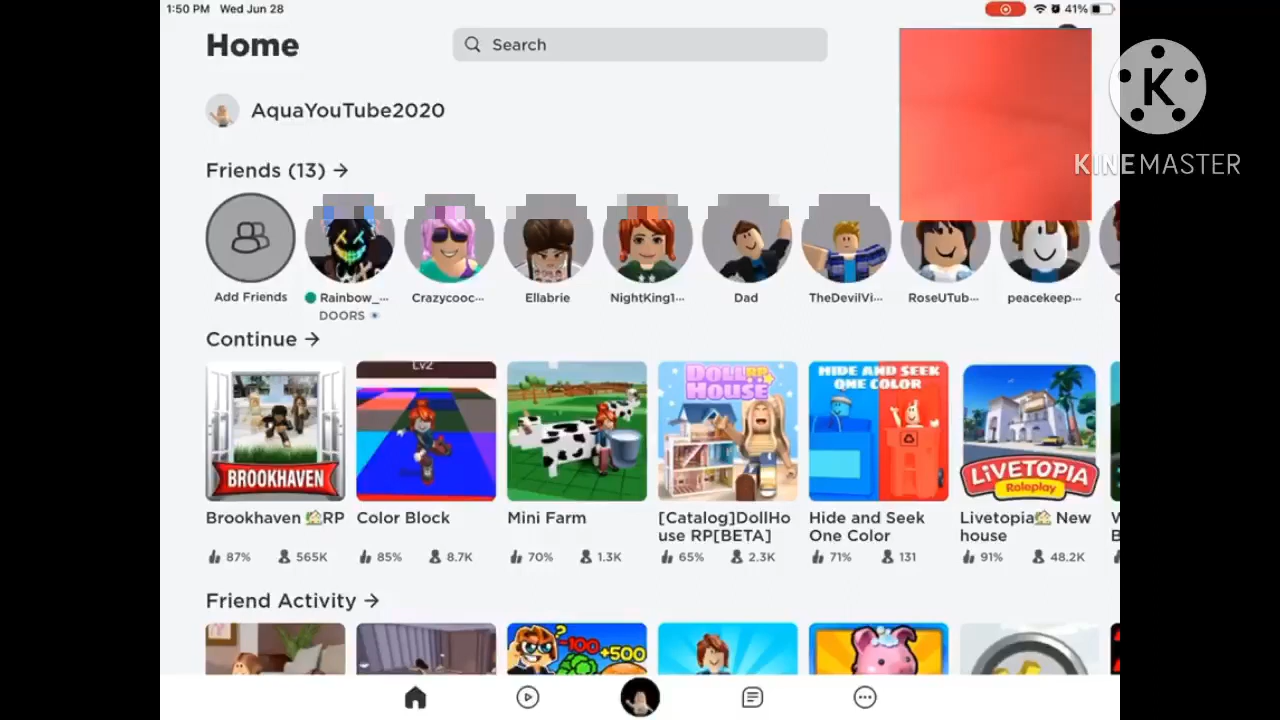 1:50 PM Wed Jun 28
41%
Home
Search
K
KINEMASTER
AquaYouTube2020
Friends (13) →
Add Friends
Rainbow_...
Crazycooc...
Ellabrie
NightKing1...
Dad
TheDevilVi...
RoseUTub...
peacekeep...
DOORS
Continue →
Lv2
BROOKHAVEN
DOLL RP
HOUSE
HIDE AND SEEK
ONE COLOR
LIVETOPIA
Roleplay
Brookhaven 🏡RP
Color Block
Mini Farm
[Catalog]DollHo
use RP[BETA]
Hide and Seek
One Color
Livetopia🏡 New
house
87% 565K
85% 8.7K
70% 1.3K
65% 2.3K
71% 131
91% 48.2K
Friend Activity →
? -100 +500